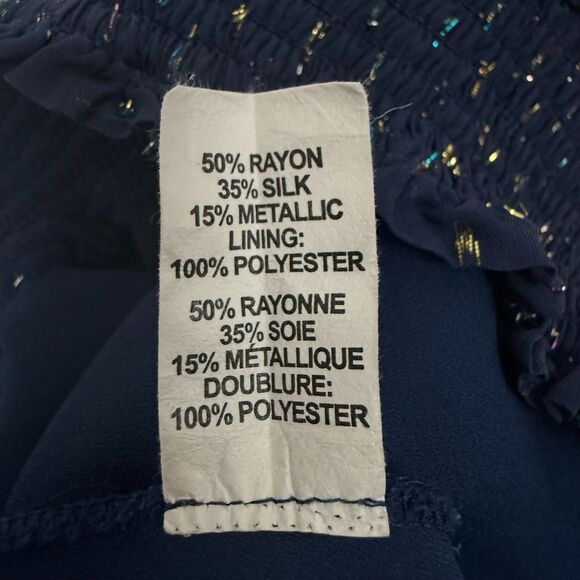 50% RAYON
35% SILK
15% METALLIC
LINING:
100% POLYESTER
50% RAYONNE
35% SOIE
15% MÉTALLIQUE
DOUBLURE:
100% POLYESTER